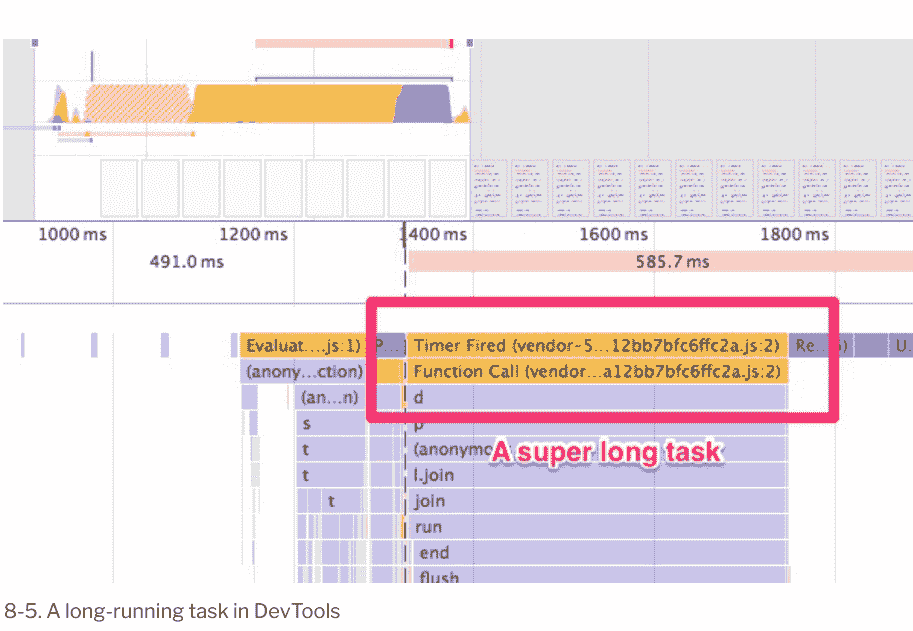 1000 ms 1200 ms 1400 ms 1600 ms 1800 ms
491.0 ms 585.7 ms
Evaluat....js:1) P...) Timer Fired (vendor-5...12bb7bfc6ffc2a.js:2) Re... U...
(anony...ction) Function Call (vendor...a12bb7bfc6ffc2a.js:2)
(an...n) d
s p
A super long task
t (anonymo
t l.join
t join
run
end
flush
8-5. A long-running task in DevTools